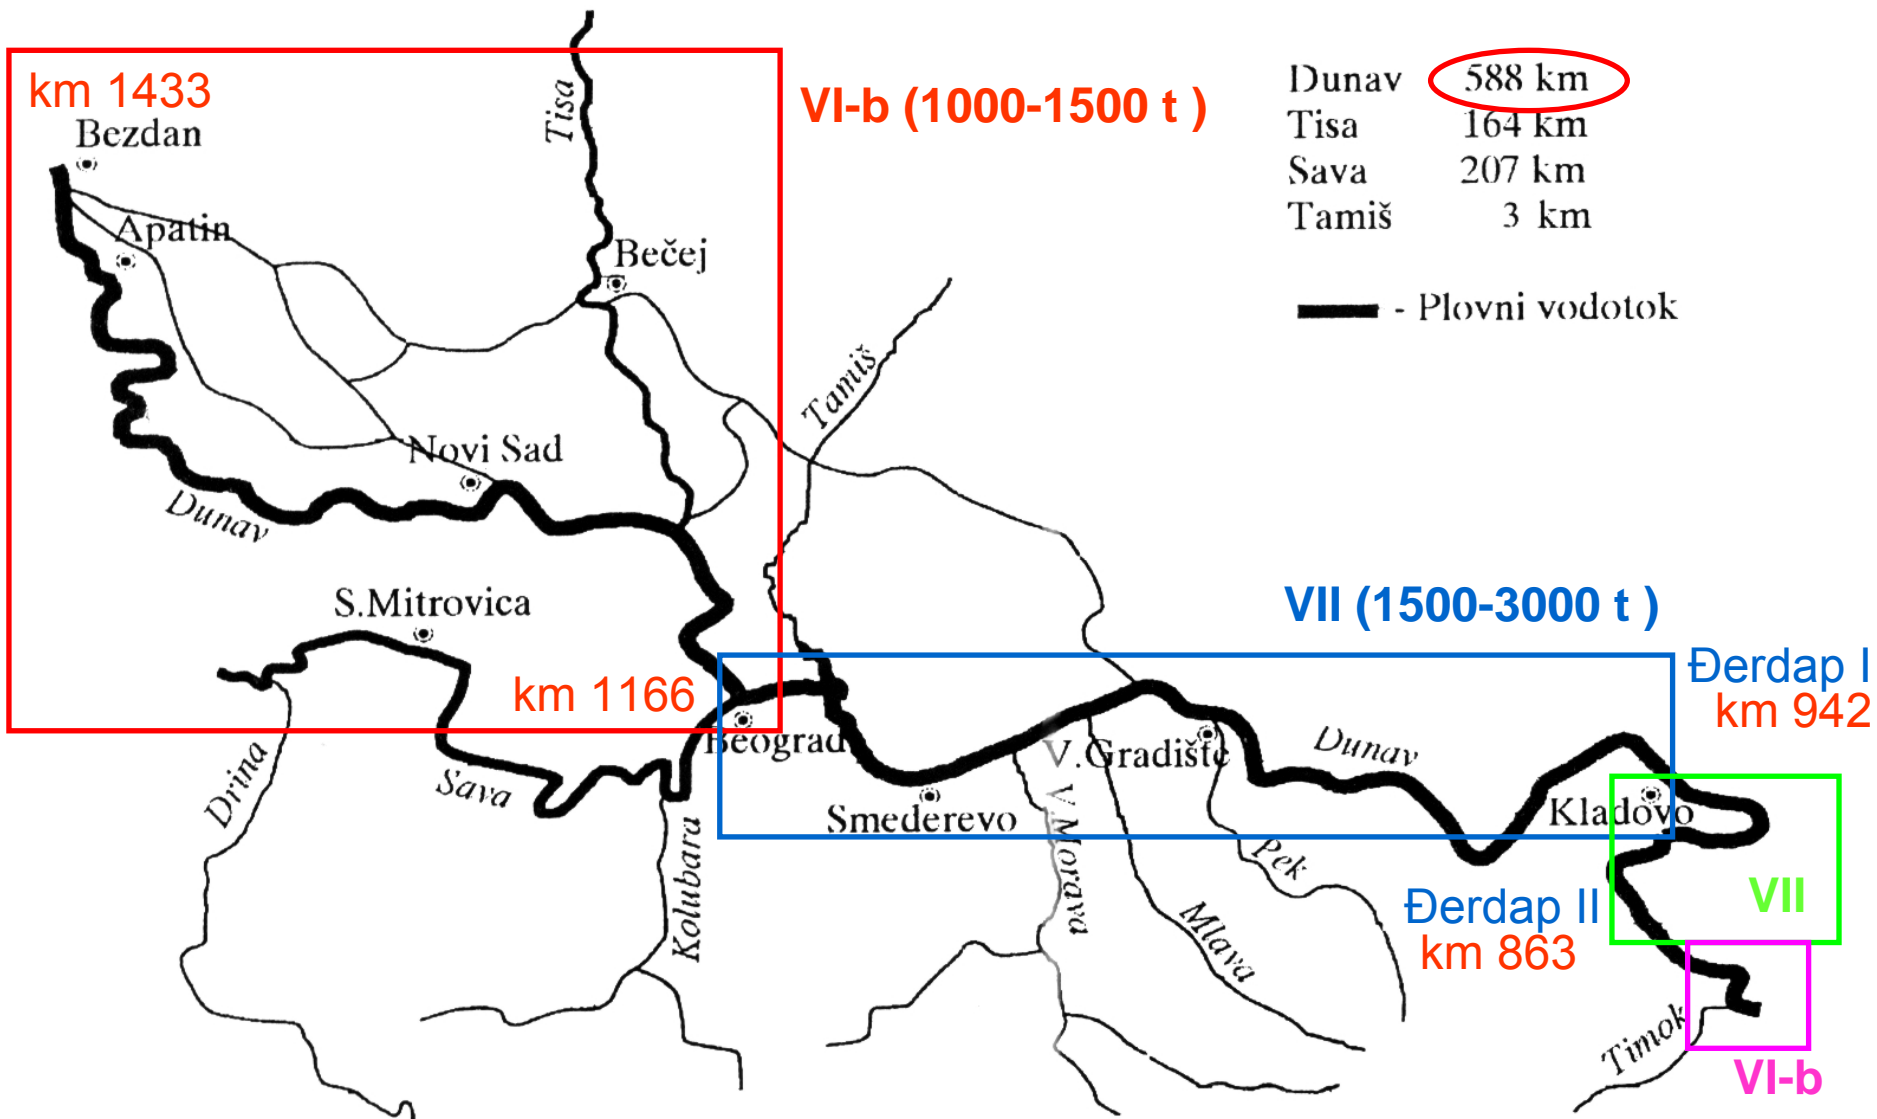 km 1433
Bezdan
Apatin
Tisa
Bečej
VI-b (1000-1500 t )
Dunav 588 km
Tisa 164 km
Sava 207 km
Tamiš 3 km
- Plovni vodotok
Tamiš
Novi Sad
Dunav
S.Mitrovica
km 1166
Beograd
VII (1500-3000 t )
Đerdap I
km 942
Drina
Sava
Kolubara
Smederevo
V.Gradište
V.Morava
Mlava
Pek
Dunav
Kladovo
Đerdap II
km 863
VII
Timok
VI-b